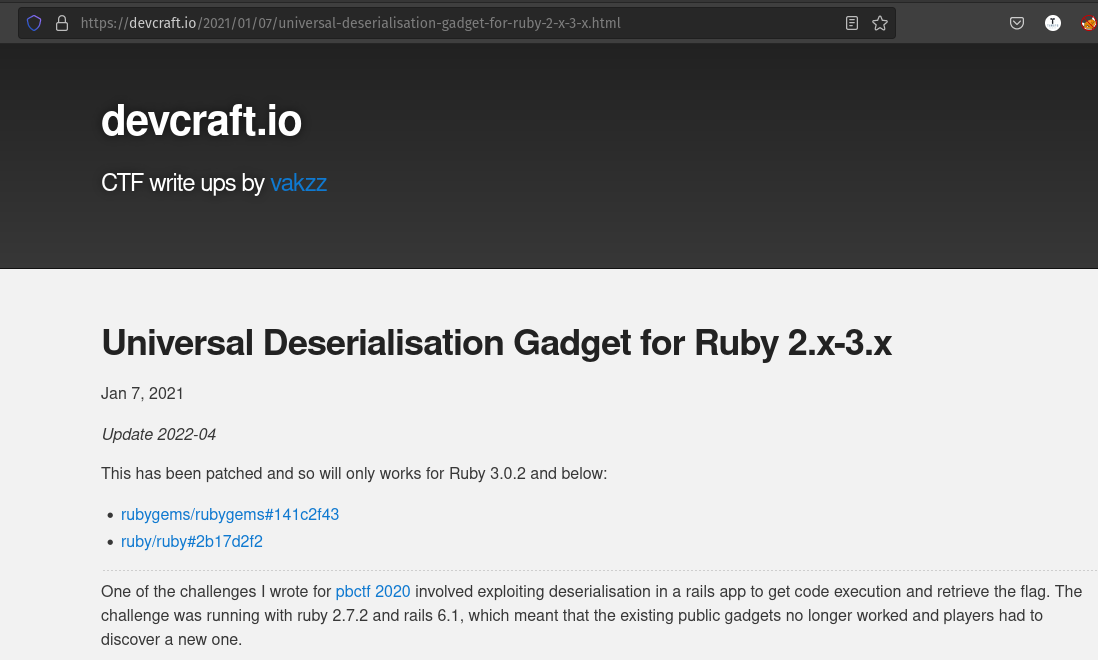 https://devcraft.io/2021/01/07/universal-deserialisation-gadget-for-ruby-2-x-3-x.html
devcraft.io
CTF write ups by vakzz
Universal Deserialisation Gadget for Ruby 2.x-3.x
Jan 7, 2021
Update 2022-04
This has been patched and so will only works for Ruby 3.0.2 and below:
• rubygems/rubygems#141c2f43
• ruby/ruby#2b17d2f2
One of the challenges I wrote for pbctf 2020 involved exploiting deserialisation in a rails app to get code execution and retrieve the flag. The
challenge was running with ruby 2.7.2 and rails 6.1, which meant that the existing public gadgets no longer worked and players had to
discover a new one.